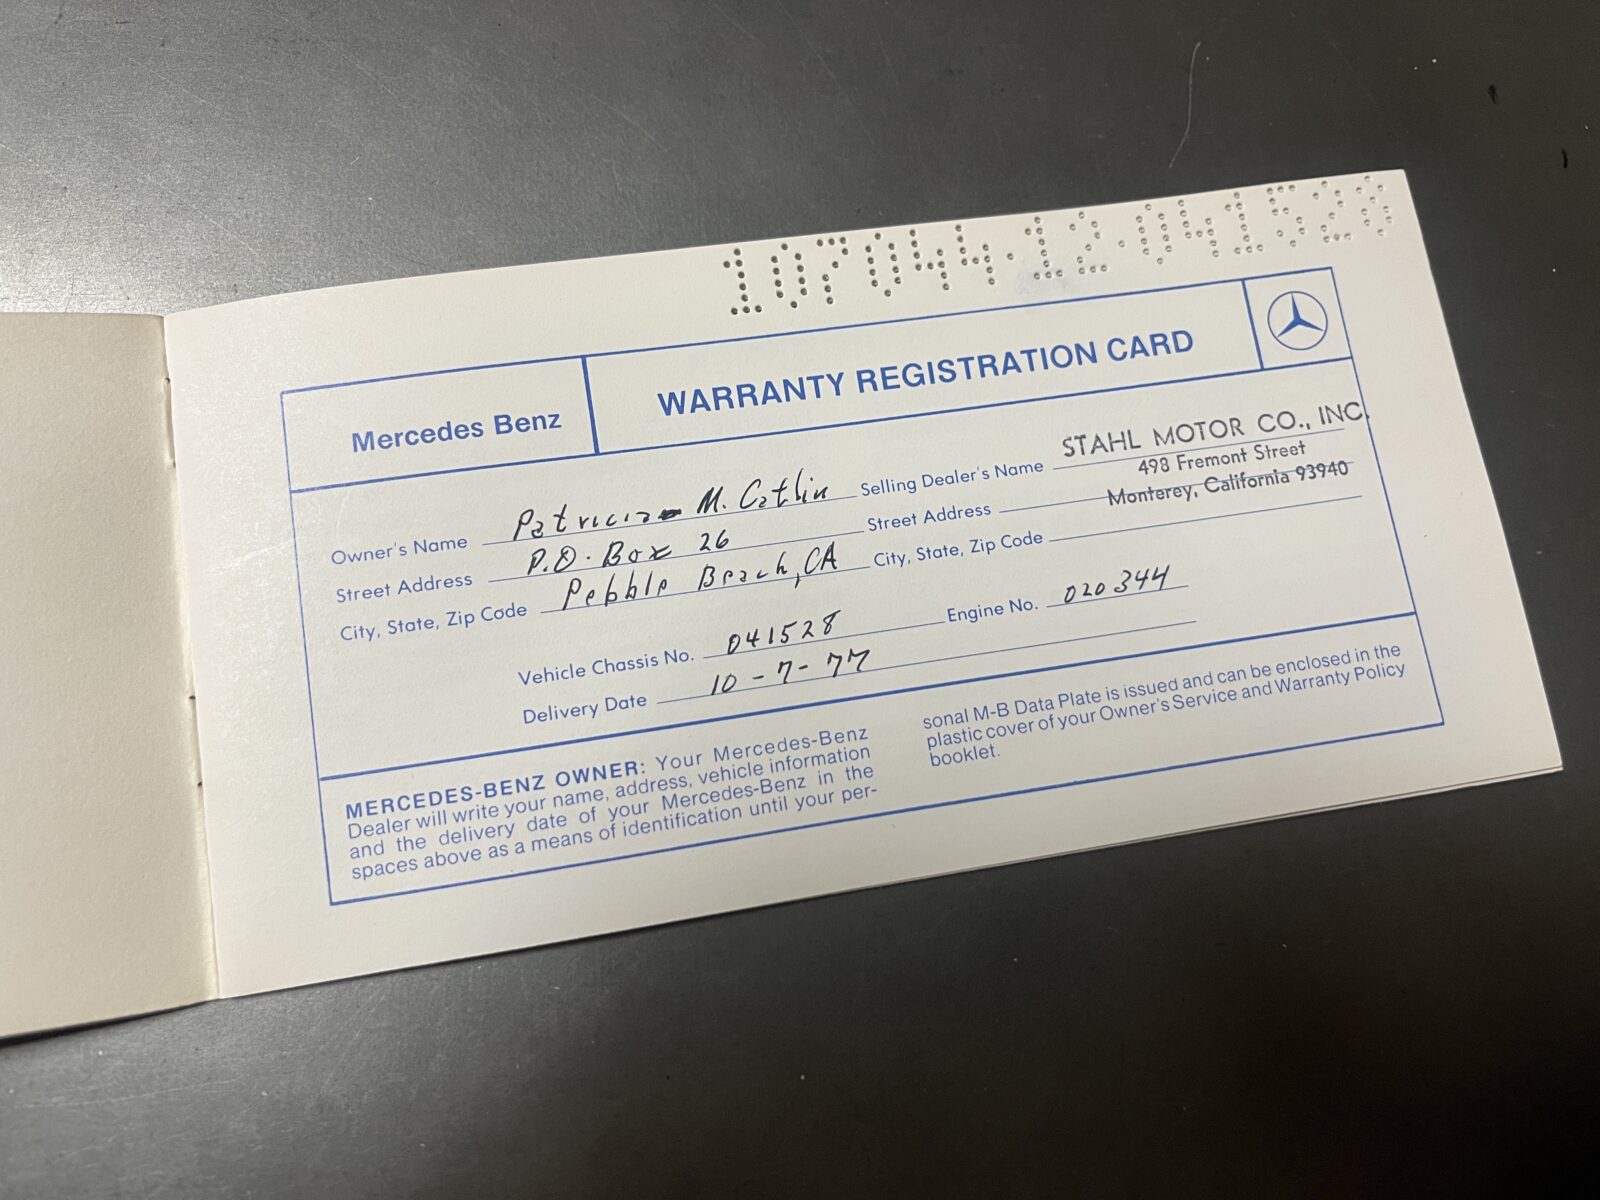 107044-12-041528
Mercedes Benz
WARRANTY REGISTRATION CARD
Owner's Name Patricia M. Catlin
Street Address P.O. Box 26
City, State, Zip Code Pebble Beach, CA
Selling Dealer's Name STAHL MOTOR CO., INC.
498 Fremont Street
Street Address Monterey, California 93940
City, State, Zip Code
Vehicle Chassis No. 041528
Engine No. 020344
Delivery Date 10-7-77
MERCEDES-BENZ OWNER: Your Mercedes-Benz
Dealer will write your name, address, vehicle information
and the delivery date of your Mercedes-Benz in the
spaces above as a means of identification until your per-
sonal M-B Data Plate is issued and can be enclosed in the
plastic cover of your Owner's Service and Warranty Policy
booklet.